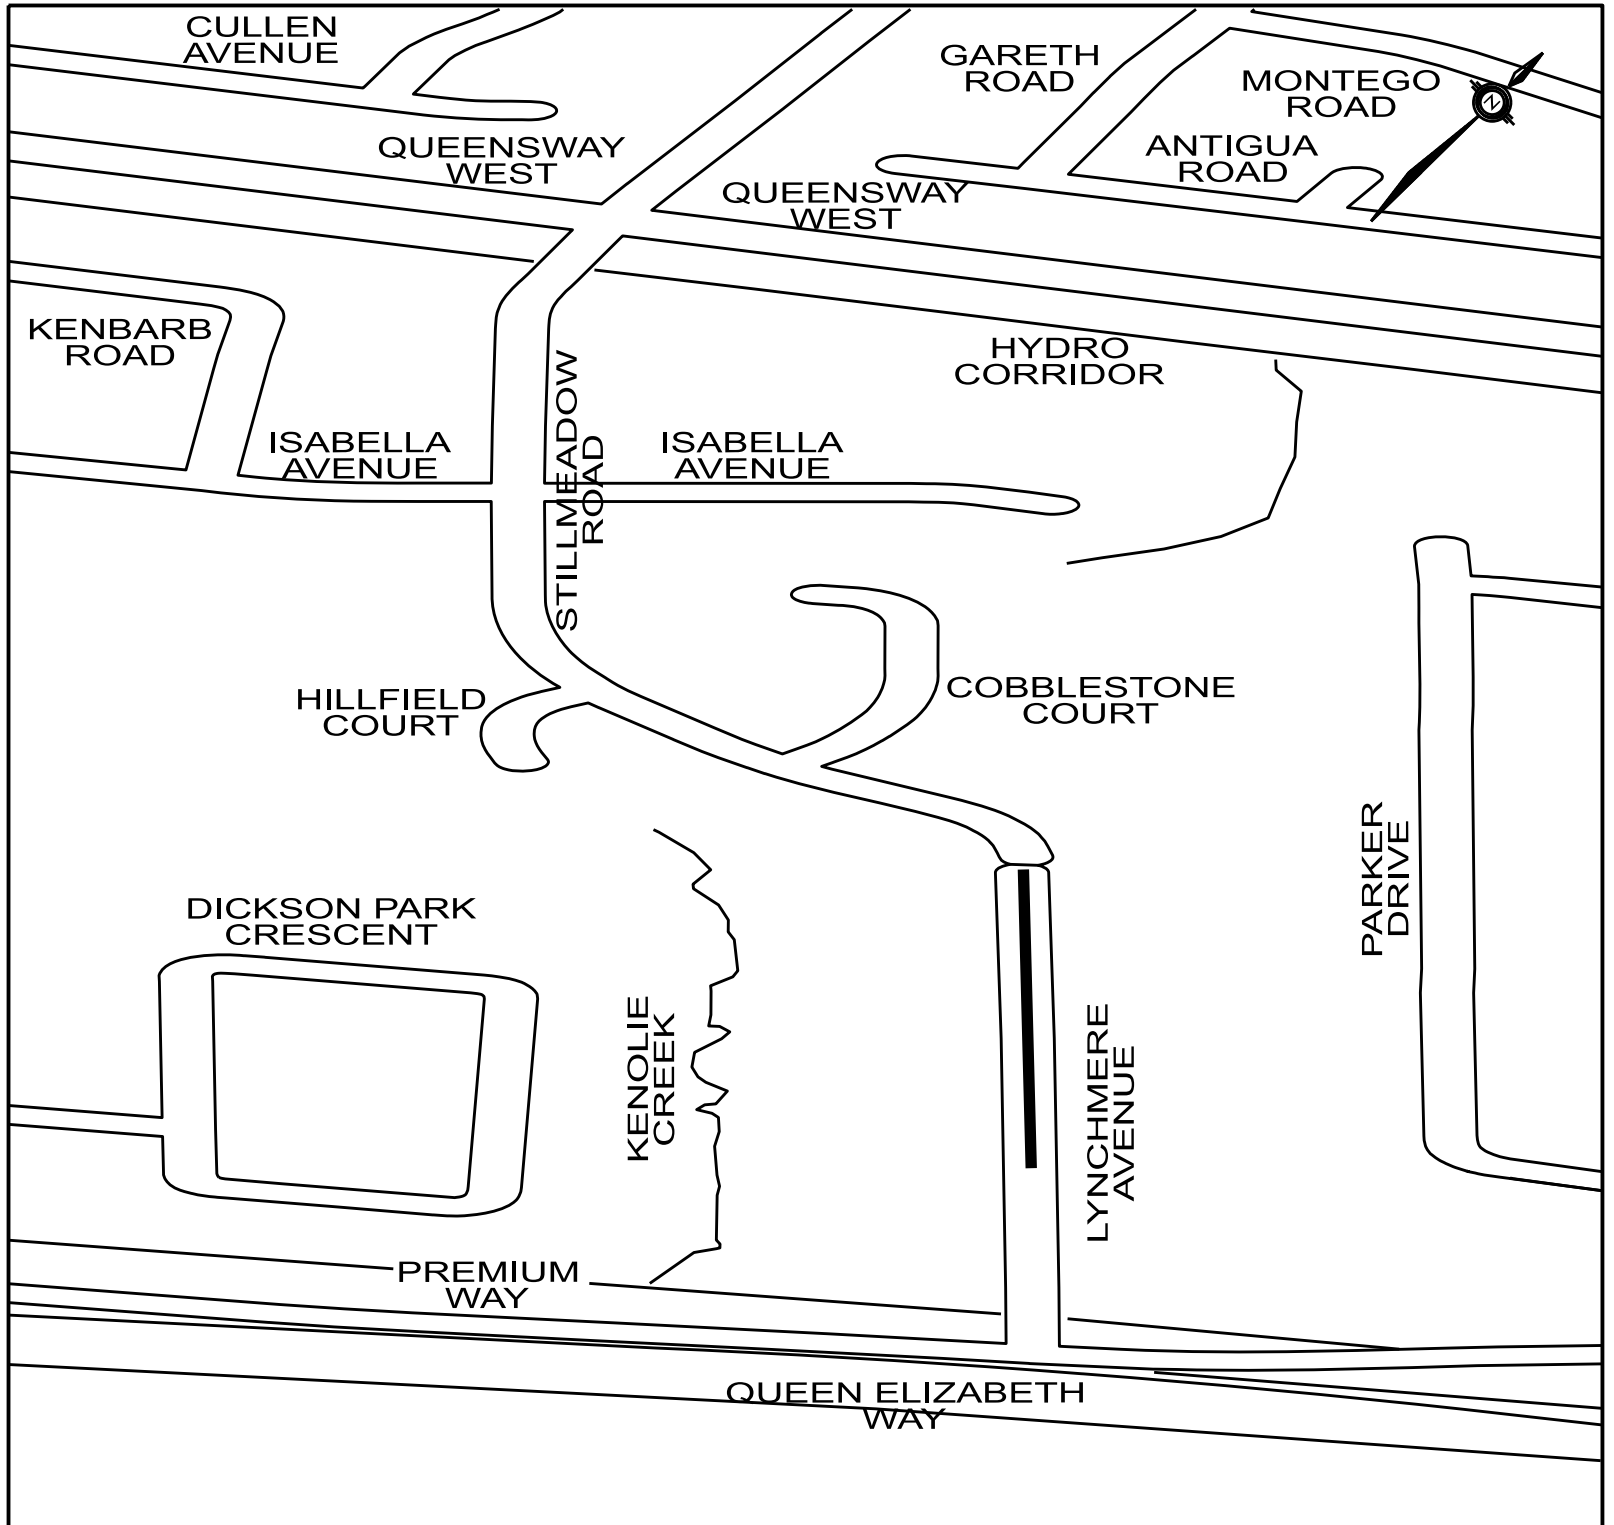 CULLEN
AVENUE
GARETH
ROAD
MONTEGO
ROAD
N
QUEENSWAY
WEST
ANTIGUA
ROAD
QUEENSWAY
WEST
KENBARB
ROAD
HYDRO
CORRIDOR
ISABELLA
AVENUE
STILLMEADOW
ROAD
ISABELLA
AVENUE
HILLFIELD
COURT
COBBLESTONE
COURT
PARKER
DRIVE
DICKSON PARK
CRESCENT
KENOLIE
CREEK
LYNCHMERE
AVENUE
PREMIUM
WAY
QUEEN ELIZABETH
WAY